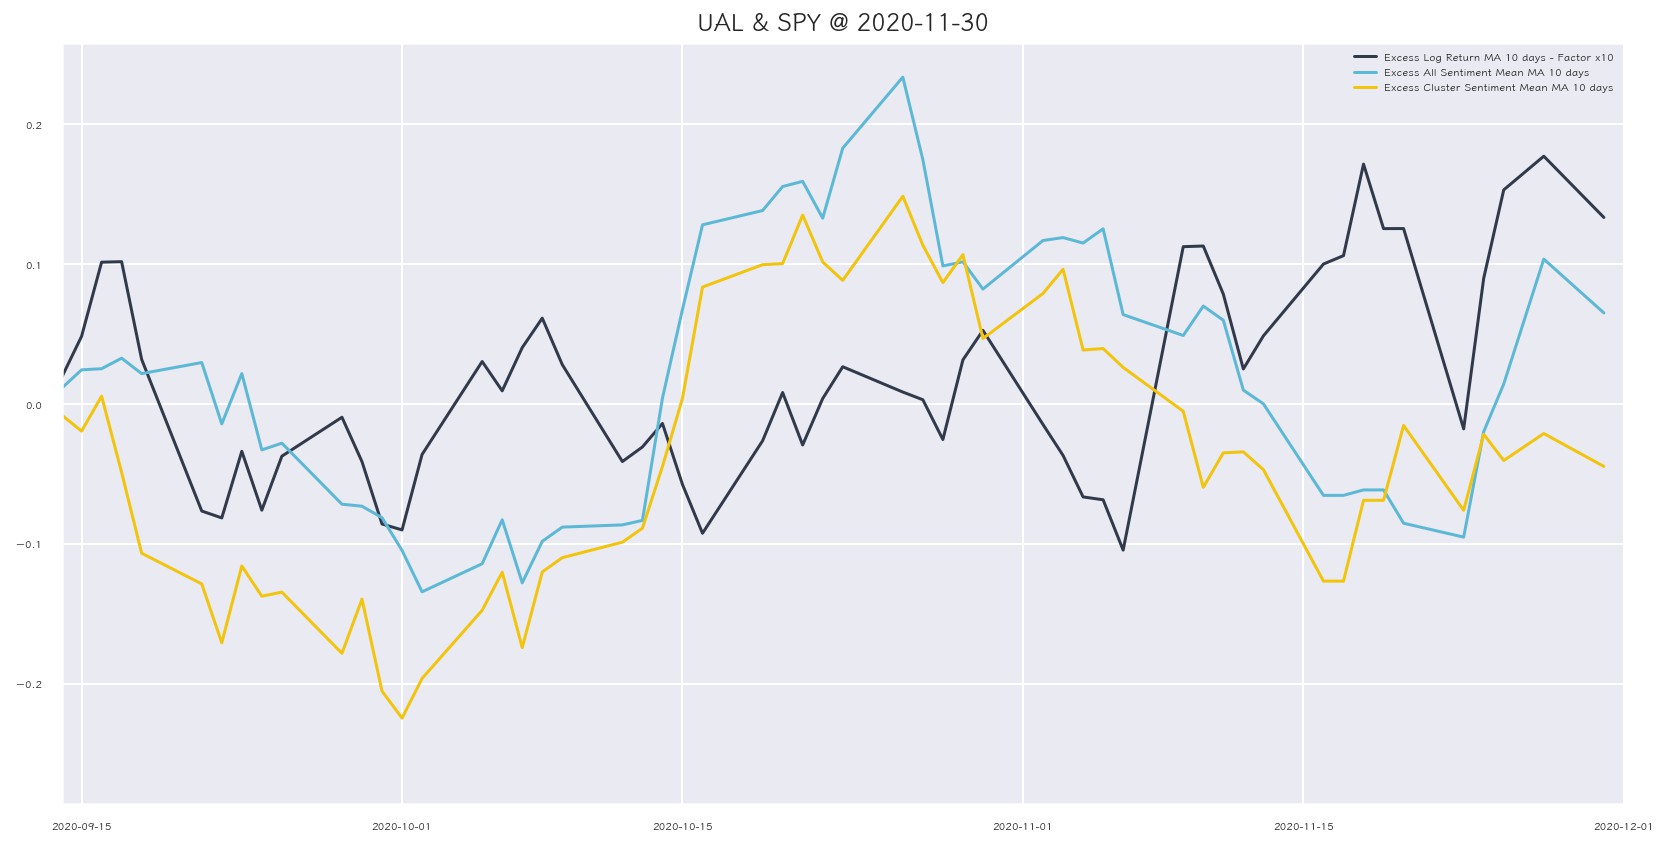 UAL & SPY @ 2020-11-30
Excess Log Return MA 10 days - Factor x10
Excess All Sentiment Mean MA 10 days
Excess Cluster Sentiment Mean MA 10 days
0.2
0.1
0.0
−0.1
−0.2
2020-09-15
2020-10-01
2020-10-15
2020-11-01
2020-11-15
2020-12-01